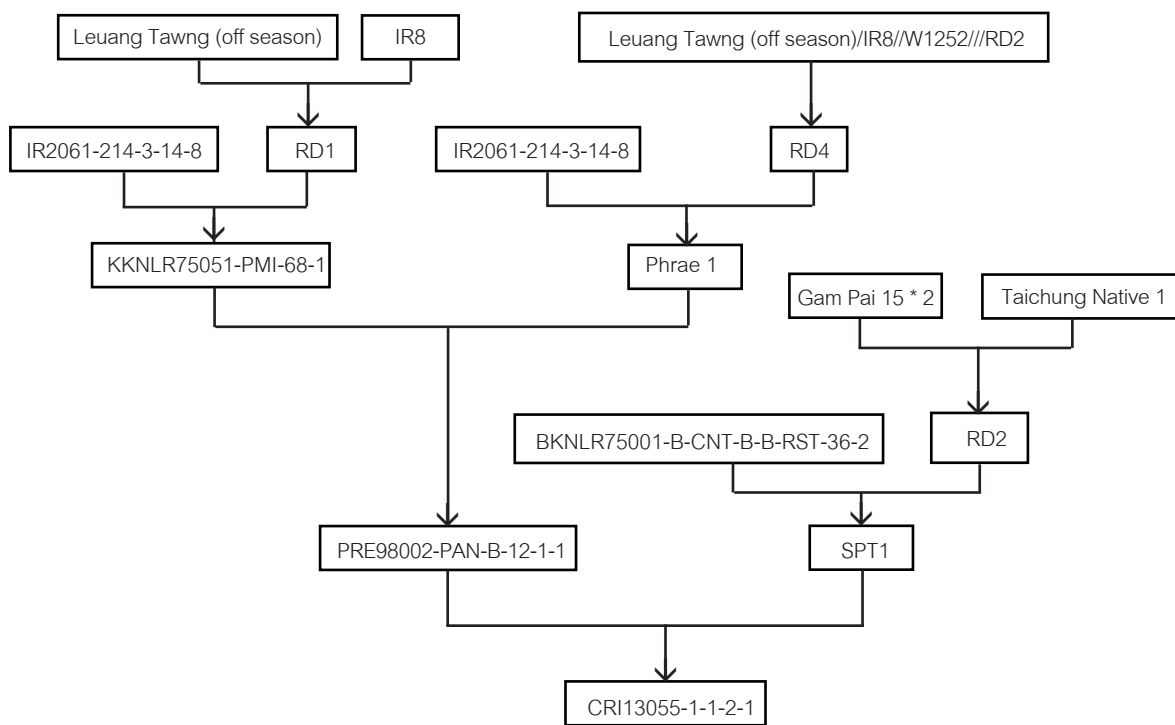 Leuang Tawng (off season)
IR8
Leuang Tawng (off season)/IR8//W1252///RD2
IR2061-214-3-14-8
RD1
IR2061-214-3-14-8
RD4
KKNLR75051-PMI-68-1
Phrae 1
Gam Pai 15 * 2
Taichung Native 1
BKNLR75001-B-CNT-B-B-RST-36-2
RD2
PRE98002-PAN-B-12-1-1
SPT1
CRI13055-1-1-2-1